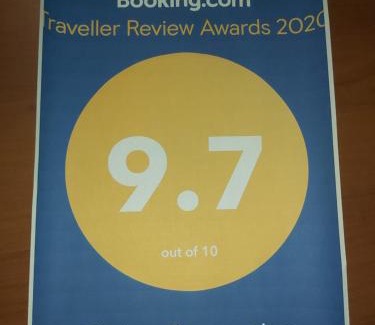 Booking.com
Traveller Review Awards 2020
9.7
out of 10